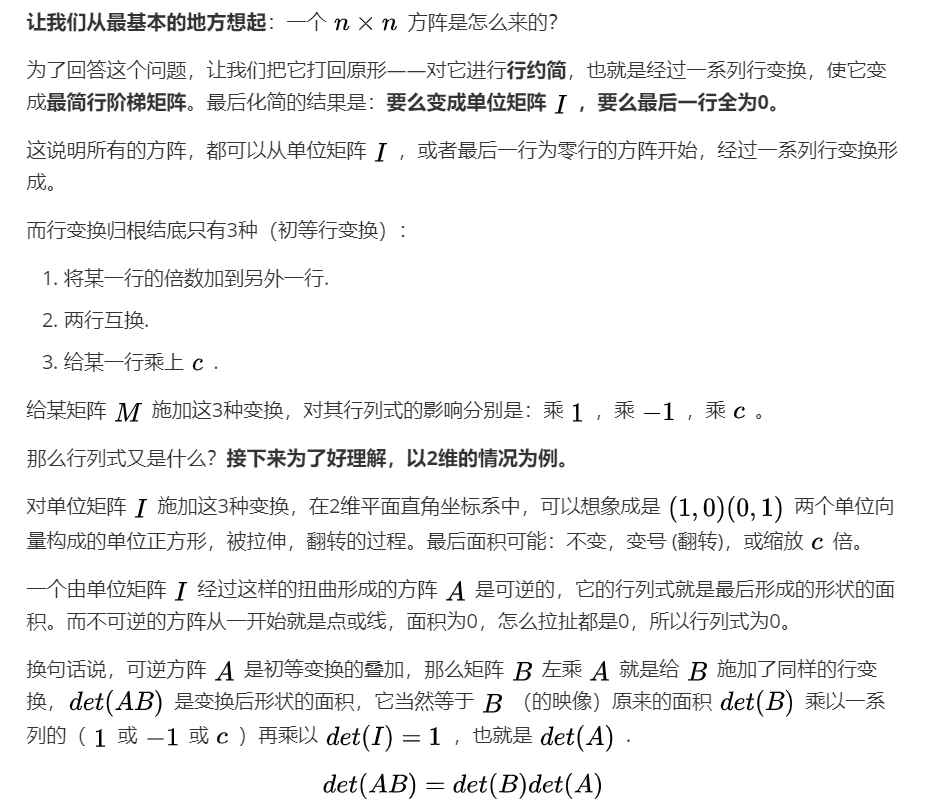 让我们从最基本的地方想起：一个 n × n 方阵是怎么来的？
为了回答这个问题，让我们把它打回原形——对它进行行约简，也就是经过一系列行变换，使它变
成最简行阶梯矩阵。最后化简的结果是：要么变成单位矩阵 I ，要么最后一行全为0。
这说明所有的方阵，都可以从单位矩阵 I ，或者最后一行为零行的方阵开始，经过一系列行变换形
成。
而行变换归根结底只有3种（初等行变换）：
1. 将某一行的倍数加到另外一行.
2. 两行互换.
3. 给某一行乘上 c .
给某矩阵 M 施加这3种变换，对其行列式的影响分别是：乘 1 ，乘 −1 ，乘 c 。
那么行列式又是什么？接下来为了好理解，以2维的情况为例。
对单位矩阵 I 施加这3种变换，在2维平面直角坐标系中，可以想象成是 (1,0)(0,1) 两个单位向
量构成的单位正方形，被拉伸，翻转的过程。最后面积可能：不变，变号 (翻转)，或缩放 c 倍。
一个由单位矩阵 I 经过这样的扭曲形成的方阵 A 是可逆的，它的行列式就是最后形成的形状的面
积。而不可逆的方阵从一开始就是点或线，面积为0，怎么拉扯都是0，所以行列式为0。
换句话说，可逆方阵 A 是初等变换的叠加，那么矩阵 B 左乘 A 就是给 B 施加了同样的行变
换， det(AB) 是变换后形状的面积，它当然等于 B （的映像）原来的面积 det(B) 乘以一系
列的（ 1 或 −1 或 c ）再乘以 det(I) = 1 ，也就是 det(A) .
det(AB) = det(B)det(A)